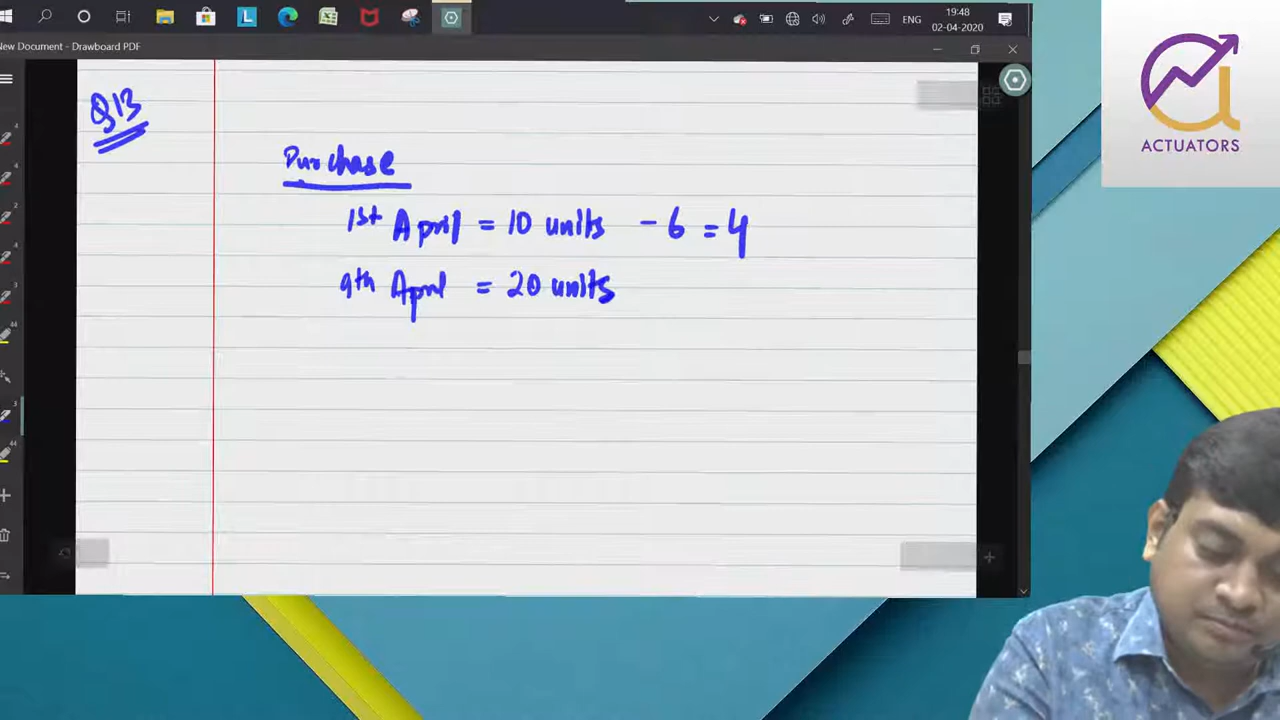 L
ENG
19:48
02-04-2020
New Document - Drawboard PDF
Q13
Purchase
1st April = 10 units - 6 = 4
9th April = 20 units
ACTUATORS